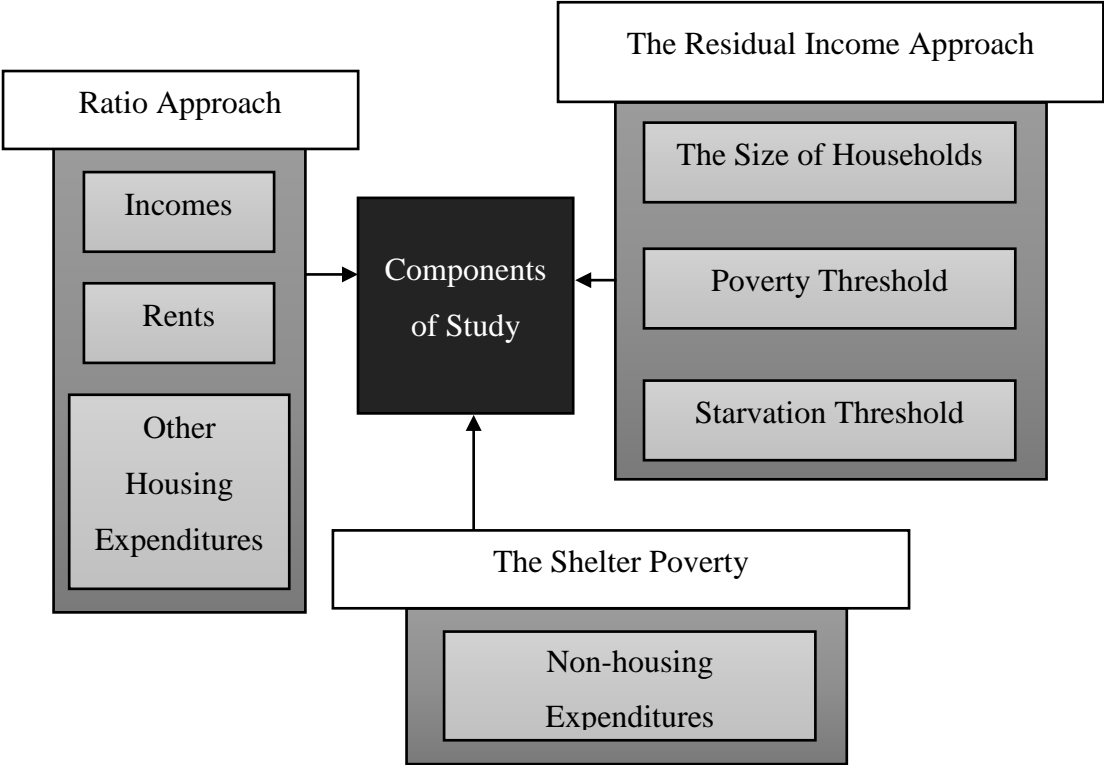 Ratio Approach
Incomes
Rents
Other
Housing
Expenditures
Components
of Study
The Residual Income Approach
The Size of Households
Poverty Threshold
Starvation Threshold
The Shelter Poverty
Non-housing
Expenditures